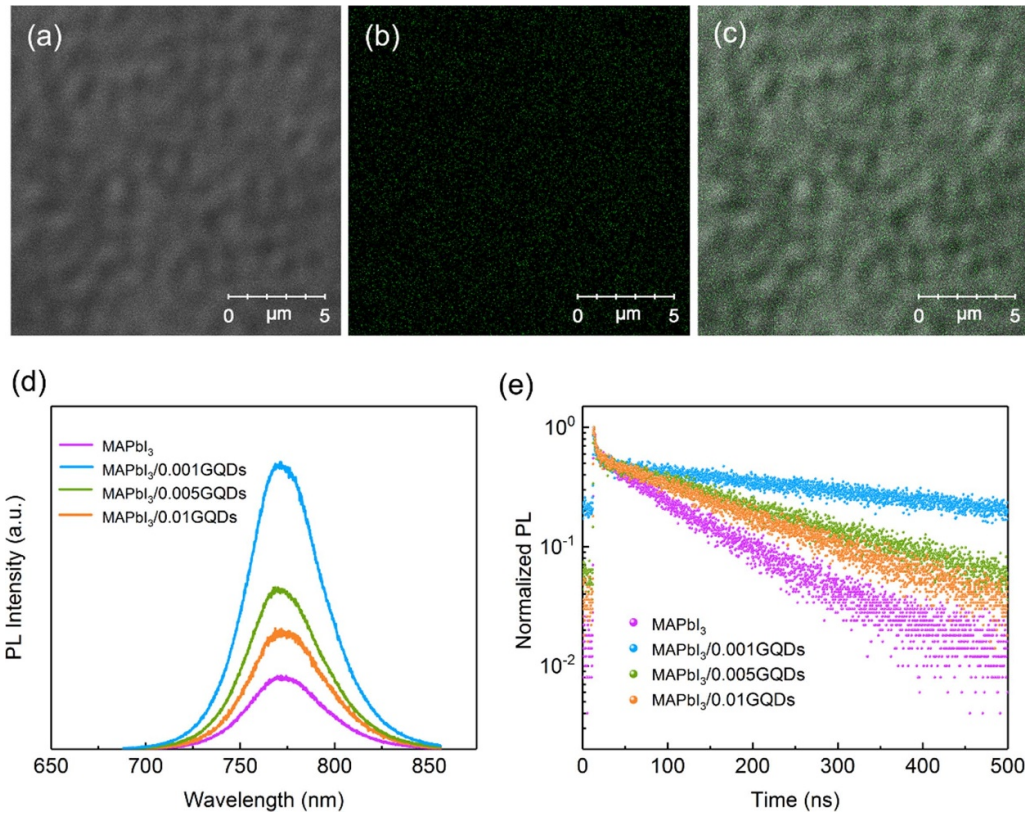 (a)
0 µm 5
(b)
0 µm 5
(c)
0 µm 5
(d)
PL Intensity (a.u.)
MAPbI₃
MAPbI₃/0.001GQDs
MAPbI₃/0.005GQDs
MAPbI₃/0.01GQDs
650 700 750 800 850
Wavelength (nm)
(e)
Normalized PL
10⁰
10⁻¹
10⁻²
MAPbI₃
MAPbI₃/0.001GQDs
MAPbI₃/0.005GQDs
MAPbI₃/0.01GQDs
0 100 200 300 400 500
Time (ns)